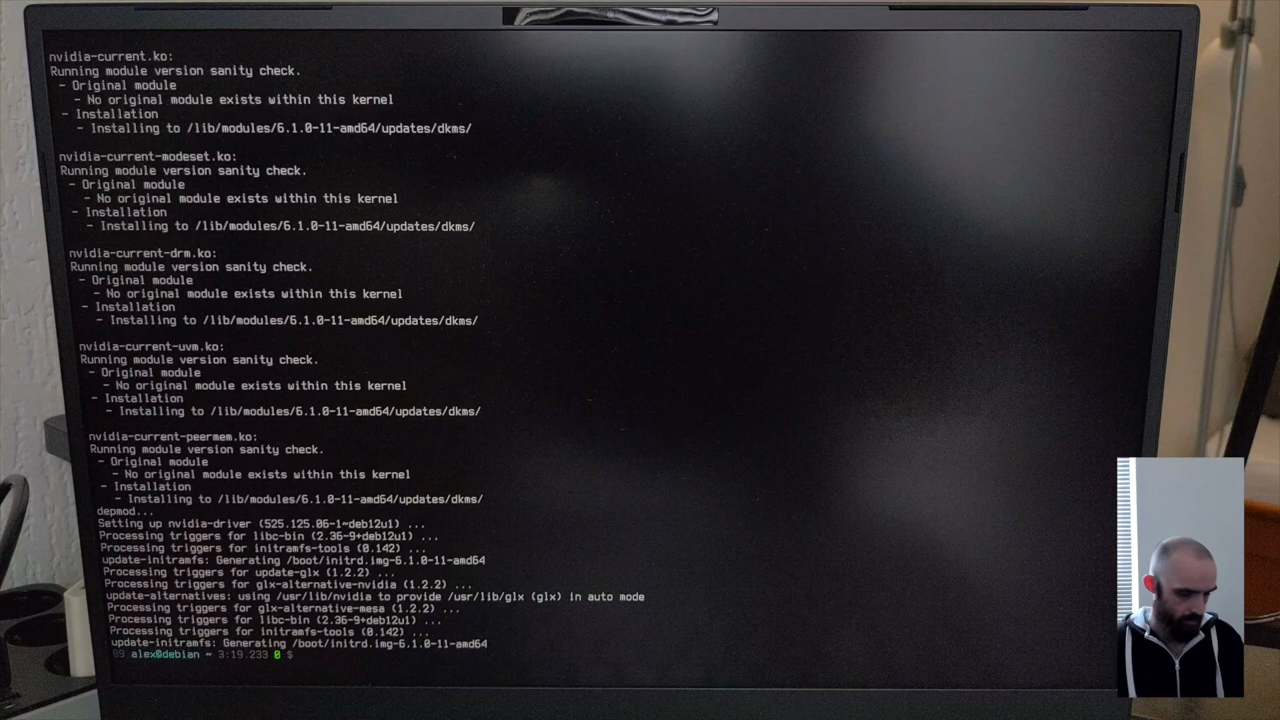 nvidia-current.ko:
Running module version sanity check.
- Original module
- No original module exists within this kernel
- Installation
- Installing to /lib/modules/6.1.0-11-amd64/updates/dkms/
nvidia-current-modeset.ko:
Running module version sanity check.
- Original module
- No original module exists within this kernel
- Installation
- Installing to /lib/modules/6.1.0-11-amd64/updates/dkms/
nvidia-current-drm.ko:
Running module version sanity check.
- Original module
- No original module exists within this kernel
- Installation
- Installing to /lib/modules/6.1.0-11-amd64/updates/dkms/
nvidia-current-uvm.ko:
Running module version sanity check.
- Original module
- No original module exists within this kernel
- Installation
- Installing to /lib/modules/6.1.0-11-amd64/updates/dkms/
nvidia-current-peermem.ko:
Running module version sanity check.
- Original module
- No original module exists within this kernel
- Installation
- Installing to /lib/modules/6.1.0-11-amd64/updates/dkms/
depmod...
Setting up nvidia-driver (525.125.06-1~deb12u1) ...
Processing triggers for libc-bin (2.36-9+deb12u1) ...
Processing triggers for initramfs-tools (0.142) ...
update-initramfs: Generating /boot/initrd.img-6.1.0-11-amd64
Processing triggers for update-glx (1.2.2) ...
Processing triggers for glx-alternative-nvidia (1.2.2) ...
update-alternatives: using /usr/lib/nvidia to provide /usr/lib/glx (glx) in auto mode
Processing triggers for glx-alternative-mesa (1.2.2) ...
Processing triggers for libc-bin (2.36-9+deb12u1) ...
Processing triggers for initramfs-tools (0.142) ...
update-initramfs: Generating /boot/initrd.img-6.1.0-11-amd64
alex@debian ~ 3:19.233 0 $